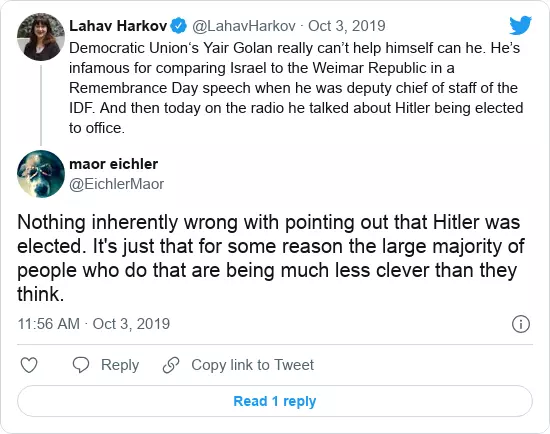 Lahav Harkov @LahavHarkov · Oct 3, 2019
Democratic Union‘s Yair Golan really can’t help himself can he. He’s
infamous for comparing Israel to the Weimar Republic in a
Remembrance Day speech when he was deputy chief of staff of the
IDF. And then today on the radio he talked about Hitler being elected
to office.
maor eichler
@EichlerMaor
Nothing inherently wrong with pointing out that Hitler was
elected. It's just that for some reason the large majority of
people who do that are being much less clever than they
think.
11:56 AM · Oct 3, 2019
Reply Copy link to Tweet
Read 1 reply